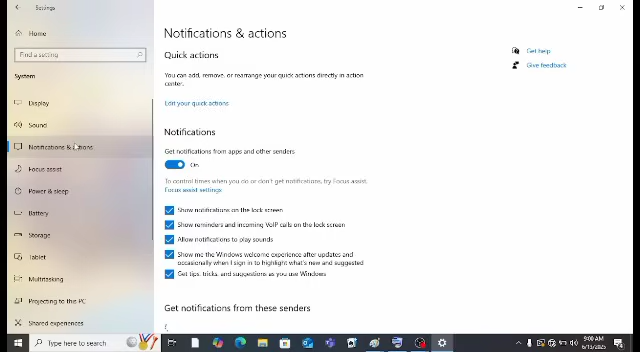 Settings
Home
Find a setting
System
Display
Sound
Notifications & actions
Focus assist
Power & sleep
Battery
Storage
Tablet
Multitasking
Projecting to this PC
Shared experiences
Notifications & actions
Quick actions
You can add, remove, or rearrange your quick actions directly in action
center.
Edit your quick actions
Notifications
Get notifications from apps and other senders
On
To control times when you do or don't get notifications, try Focus assist.
Focus assist settings
Show notifications on the lock screen
Show reminders and incoming VoIP calls on the lock screen
Allow notifications to play sounds
Show me the Windows welcome experience after updates and
occasionally when I sign in to highlight what's new and suggested
Get tips, tricks, and suggestions as you use Windows
Get notifications from these senders
Get help
Give feedback
Type here to search
9:00 AM
6/13/2025